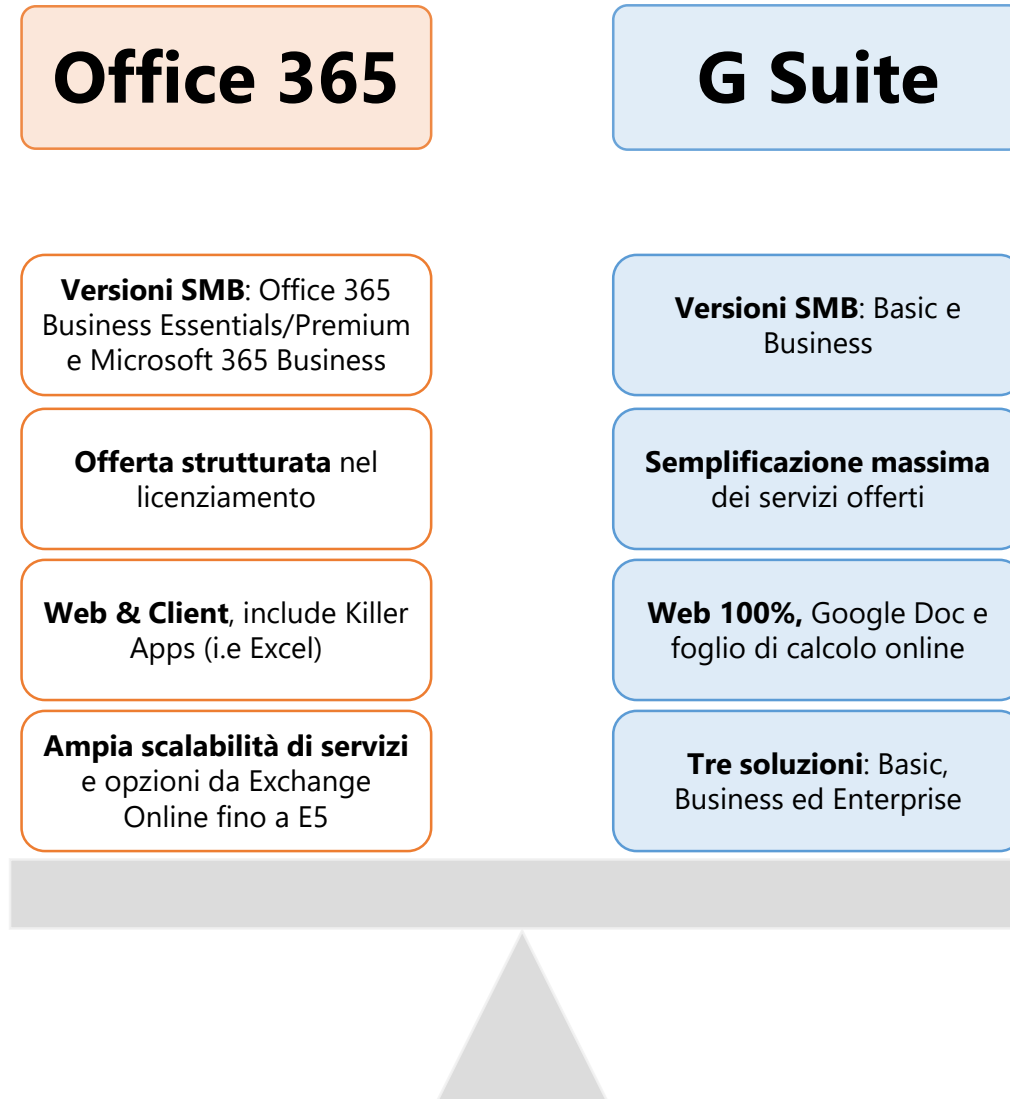 Office 365
G Suite
Versioni SMB: Office 365
Business Essentials/Premium
e Microsoft 365 Business
Versioni SMB: Basic e
Business
Offerta strutturata nel
licenziamento
Semplificazione massima
dei servizi offerti
Web & Client, include Killer
Apps (i.e Excel)
Web 100%, Google Doc e
foglio di calcolo online
Ampia scalabilità di servizi
e opzioni da Exchange
Online fino a E5
Tre soluzioni: Basic,
Business ed Enterprise